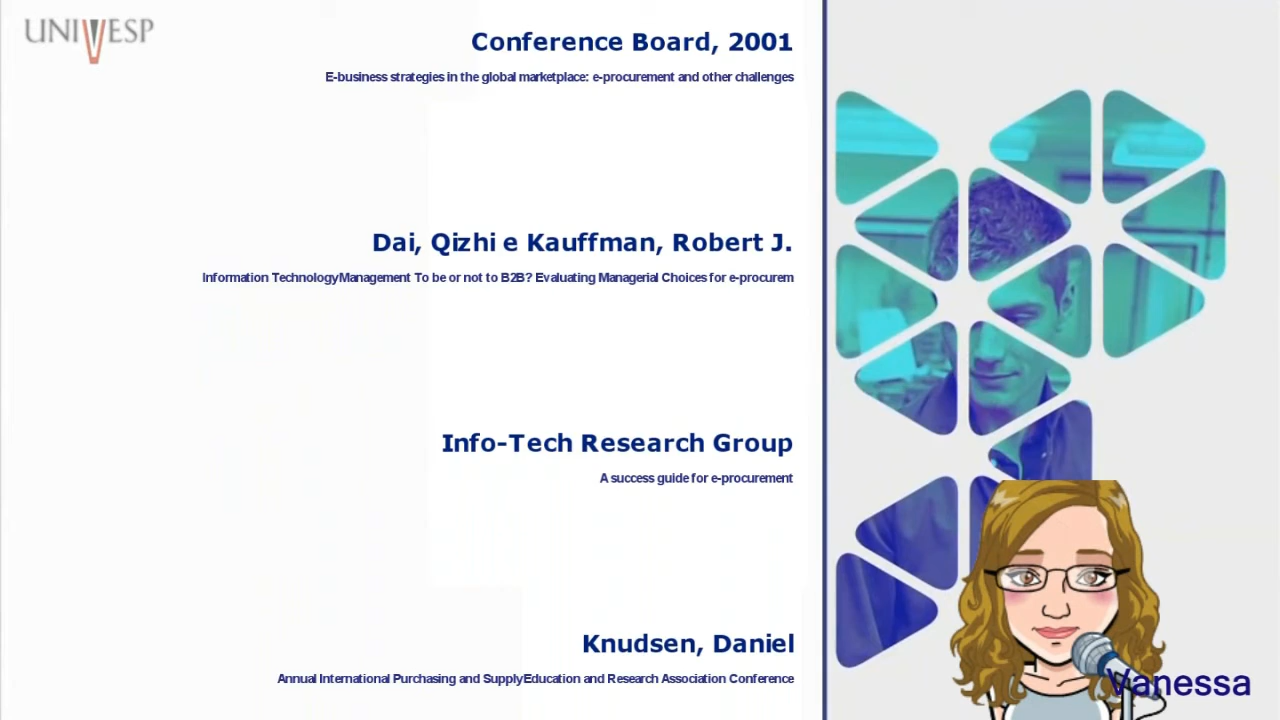 UNIVESP
Conference Board, 2001
E-business strategies in the global marketplace: e-procurement and other challenges
Dai, Qizhi e Kauffman, Robert J.
Information TechnologyManagement To be or not to B2B? Evaluating Managerial Choices for e-procurem
Info-Tech Research Group
A success guide for e-procurement
Knudsen, Daniel
Annual International Purchasing and SupplyEducation and Research Association Conference
Vanessa